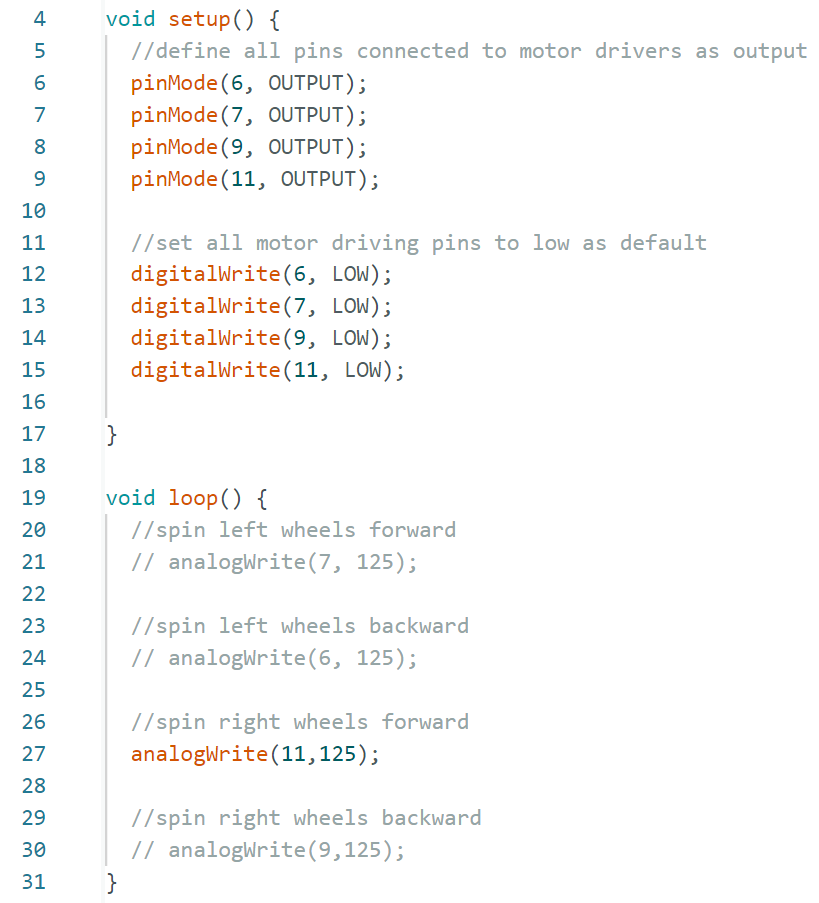 4 void setup() {
5 //define all pins connected to motor drivers as output
6 pinMode(6, OUTPUT);
7 pinMode(7, OUTPUT);
8 pinMode(9, OUTPUT);
9 pinMode(11, OUTPUT);
10
11 //set all motor driving pins to low as default
12 digitalWrite(6, LOW);
13 digitalWrite(7, LOW);
14 digitalWrite(9, LOW);
15 digitalWrite(11, LOW);
16
17 }
18
19 void loop() {
20 //spin left wheels forward
21 // analogWrite(7, 125);
22
23 //spin left wheels backward
24 // analogWrite(6, 125);
25
26 //spin right wheels forward
27 analogWrite(11,125);
28
29 //spin right wheels backward
30 // analogWrite(9,125);
31 }